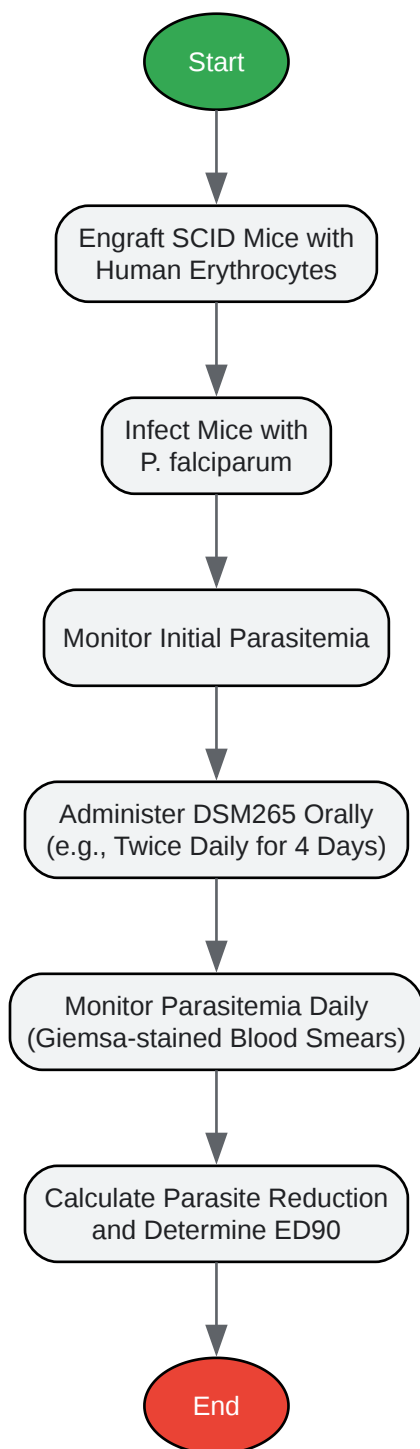 Start
Engraft SCID Mice with
Human Erythrocytes
Infect Mice with
P. falciparum
Monitor Initial Parasitemia
Administer DSM265 Orally
(e.g., Twice Daily for 4 Days)
Monitor Parasitemia Daily
(Giemsa-stained Blood Smears)
Calculate Parasite Reduction
and Determine ED90
End